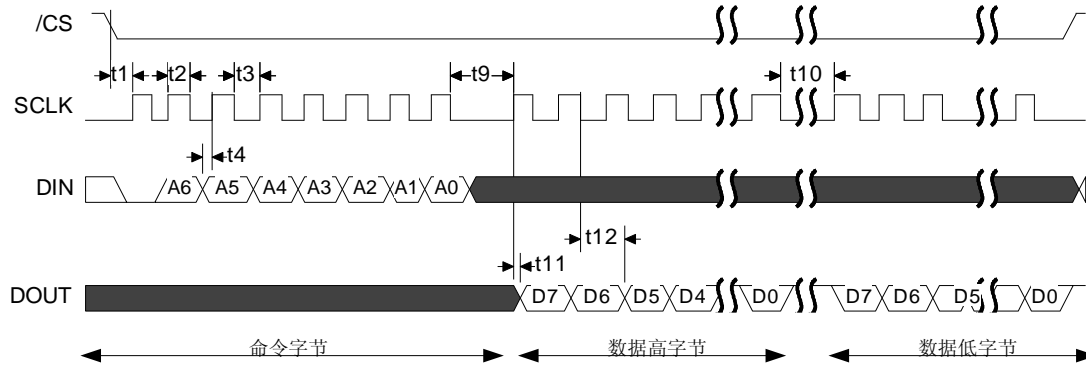 /CS
t1 t2 t3 t9 t10
SCLK
t4
DIN A6 A5 A4 A3 A2 A1 A0
t12
t11
DOUT D7 D6 D5 D4 D0 D7 D6 D5 D0
命令字节 数据高字节 数据低字节